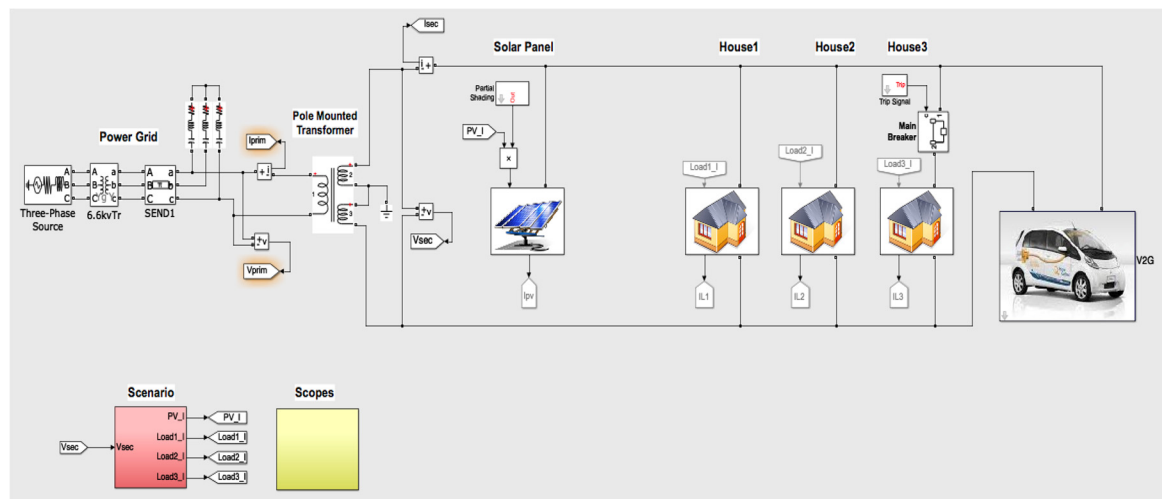 Isec
Solar Panel
House1
House2
House3
Partial
Shading
Out
Trip
Trip Signal
PV_I
Main
Breaker
Pole Mounted
Transformer
Power Grid
Iprim
Load1_I
Load2_I
Load3_I
A
B
C
A
B
C
a
b
c
A
B
C
a
b
c
Three-Phase
Source
6.6kvTr
SEND1
Vprim
Vsec
Ipv
IL1
IL2
IL3
V2G
Scenario
Scopes
Vsec
Vsec
PV_I
Load1_I
Load2_I
Load3_I
PV_I
Load1_I
Load2_I
Load3_I